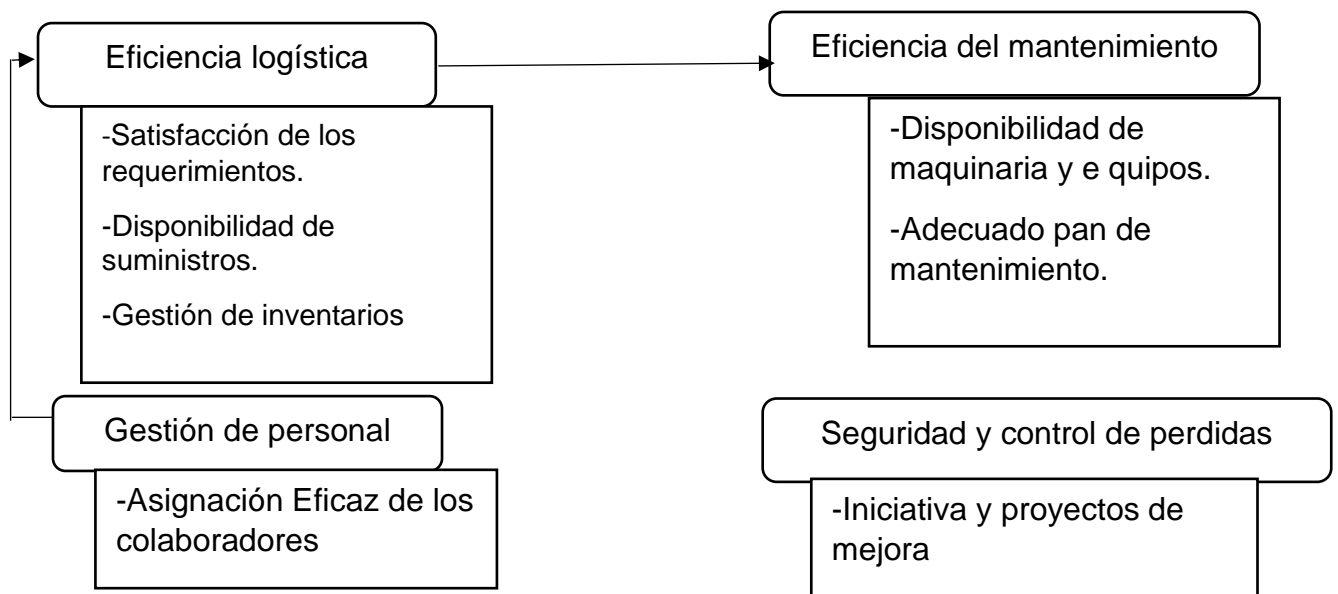 Eficiencia logística
-Satisfacción de los
requerimientos.
-Disponibilidad de
suministros.
-Gestión de inventarios
Eficiencia del mantenimiento
-Disponibilidad de
maquinaria y e quipos.
-Adecuado pan de
mantenimiento.
Gestión de personal
-Asignación Eficaz de los
colaboradores
Seguridad y control de perdidas
-Iniciativa y proyectos de
mejora